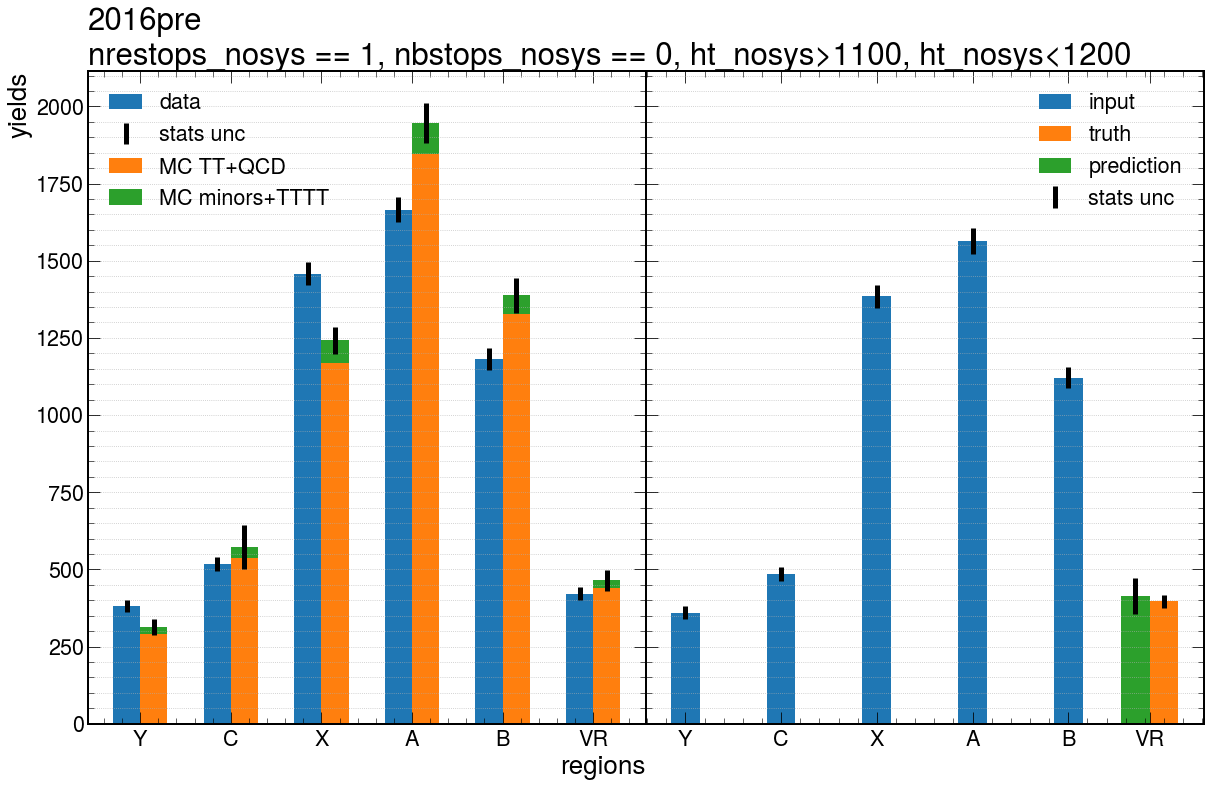 2016pre
nrestops_nosys == 1, nbstops_nosys == 0, ht_nosys>1100, ht_nosys<1200
yields
2000
1750
1500
1250
1000
750
500
250
0
data
stats unc
MC TT+QCD
MC minors+TTTT
input
truth
prediction
stats unc
Y C X A B VR
Y C X A B VR
regions